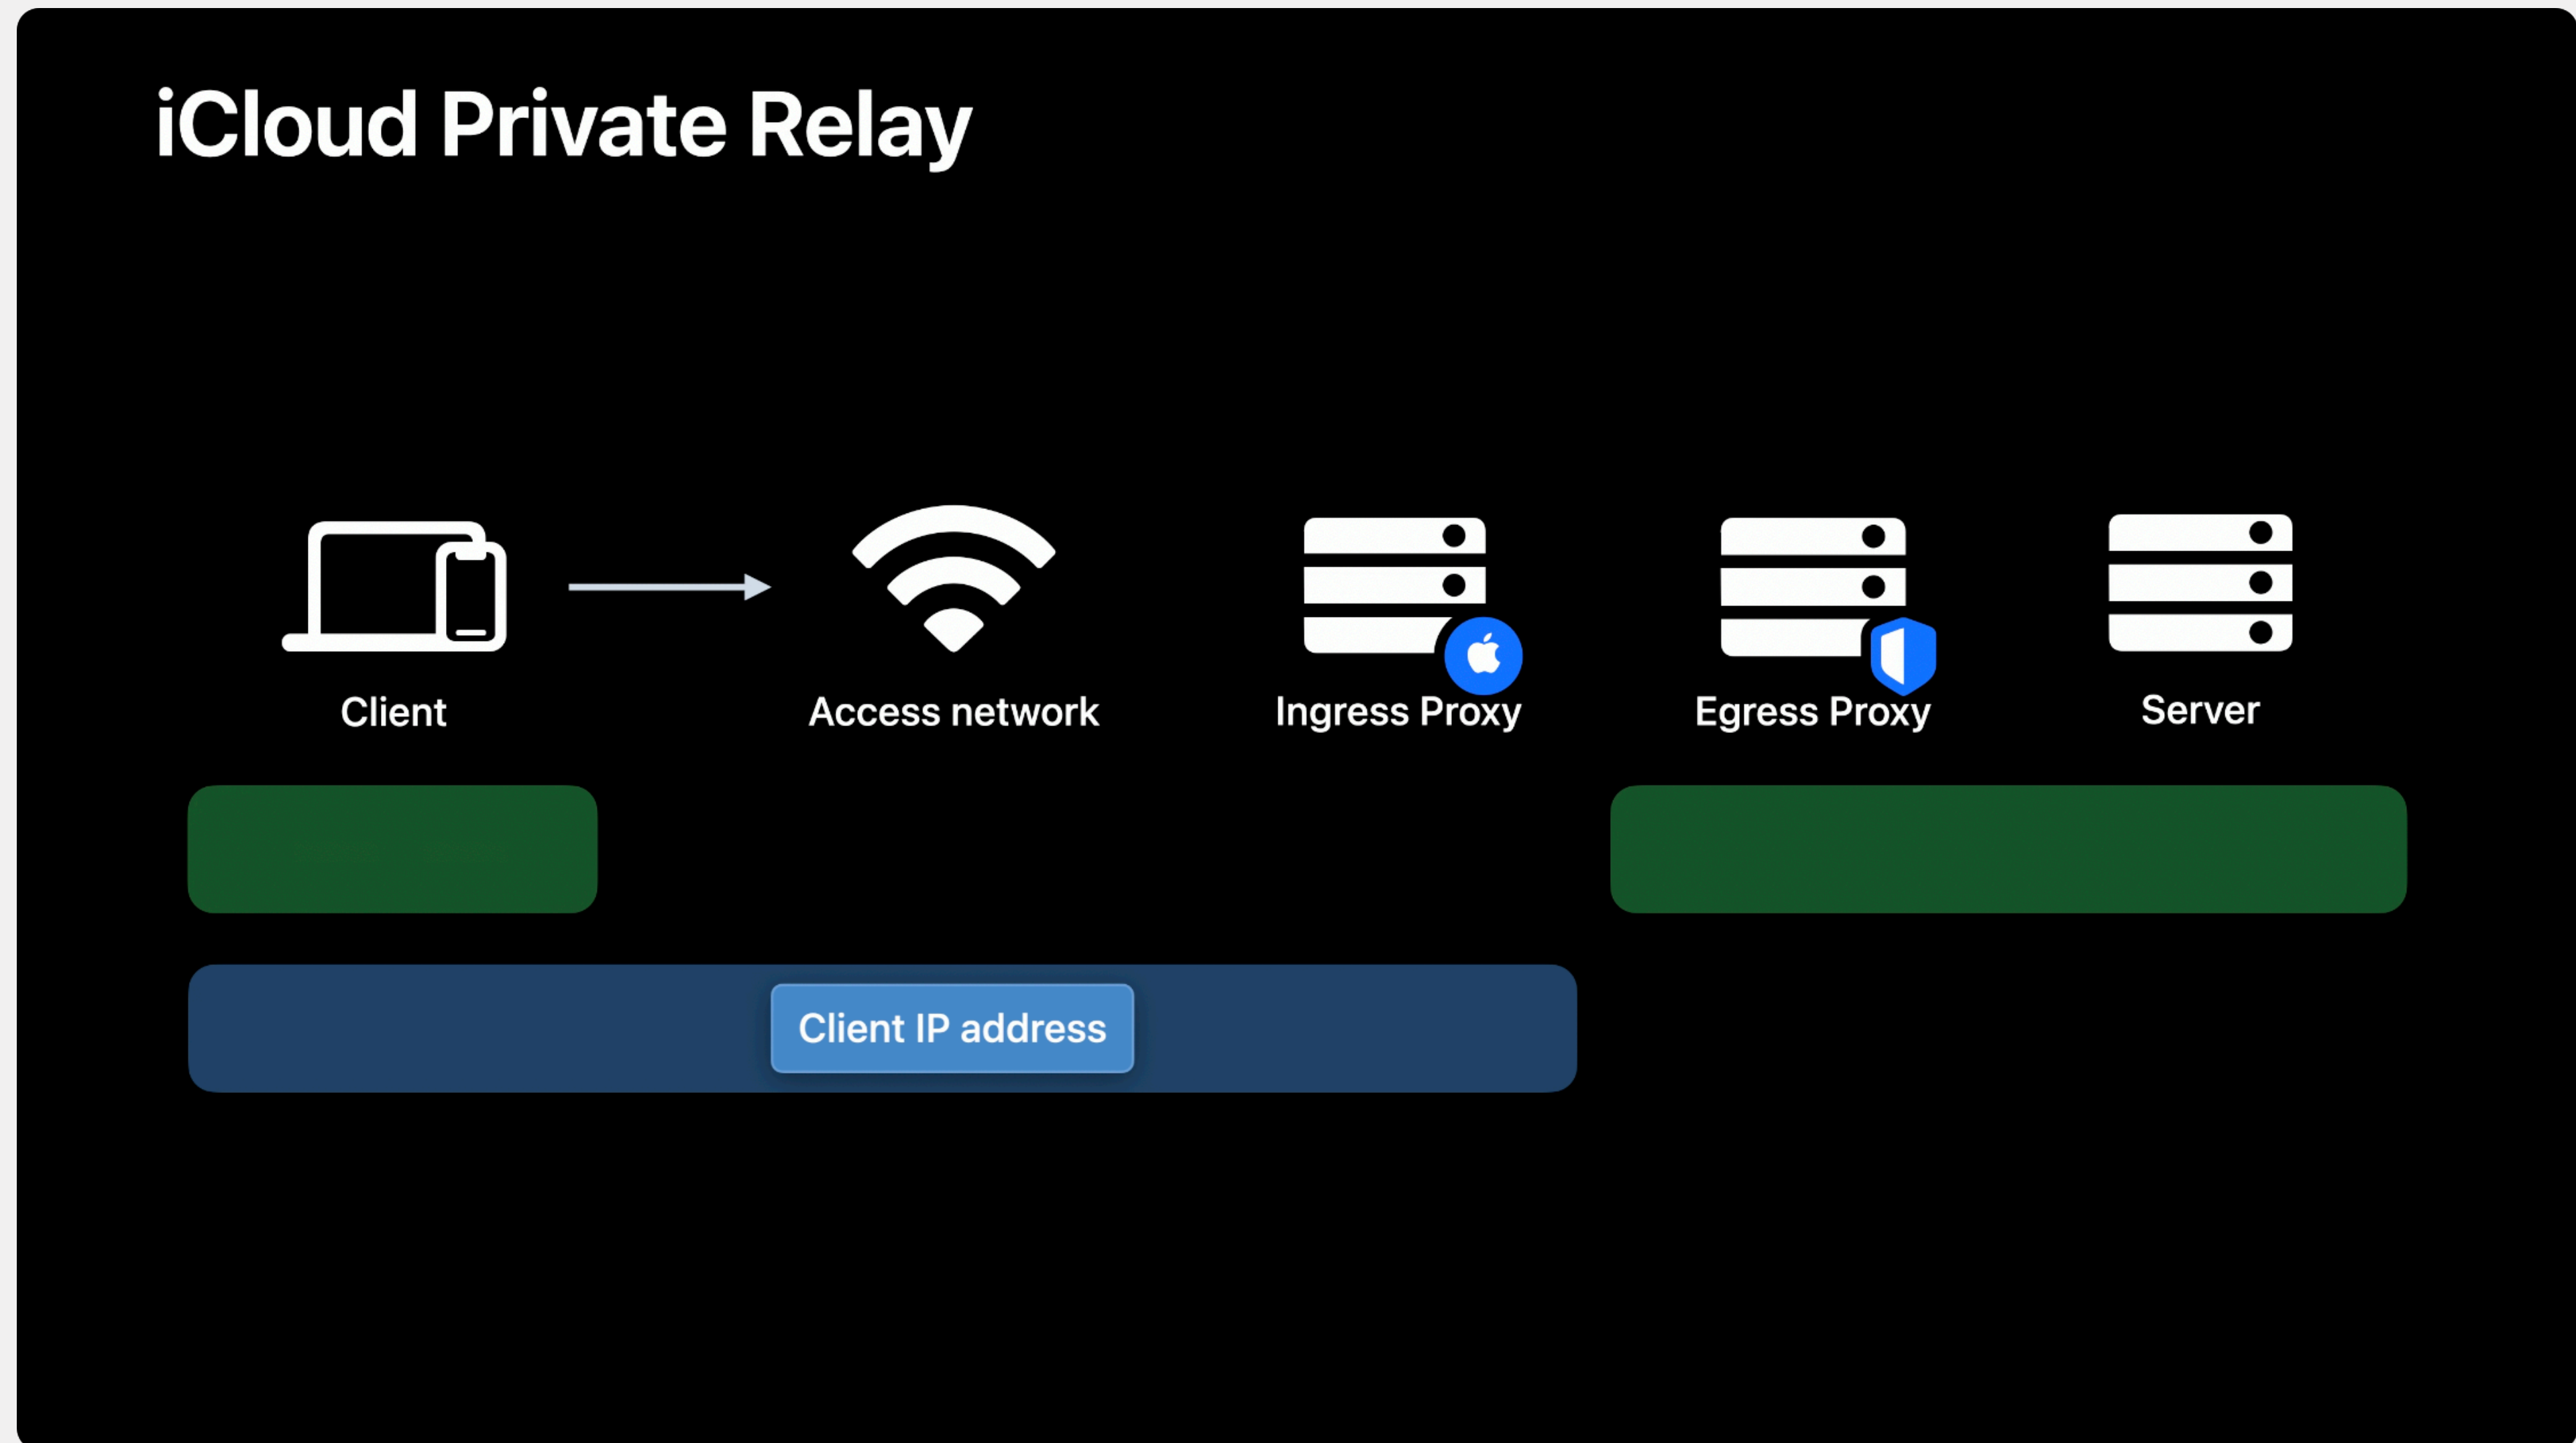 iCloud Private Relay
Client
Access network
Ingress Proxy
Egress Proxy
Server
Client IP address